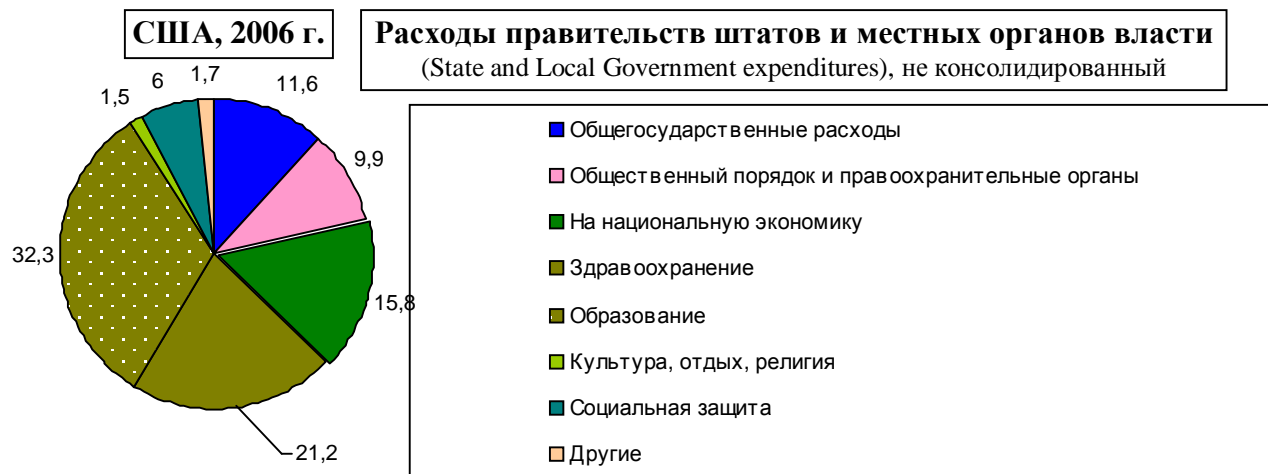 США, 2006 г.
Расходы правительств штатов и местных органов власти
(State and Local Government expenditures), не консолидированный
1,5
6
1,7
11,6
9,9
32,3
15,8
21,2
Общегосударственные расходы
Общественный порядок и правоохранительные органы
На национальную экономику
Здравоохранение
Образование
Культура, отдых, религия
Социальная защита
Другие